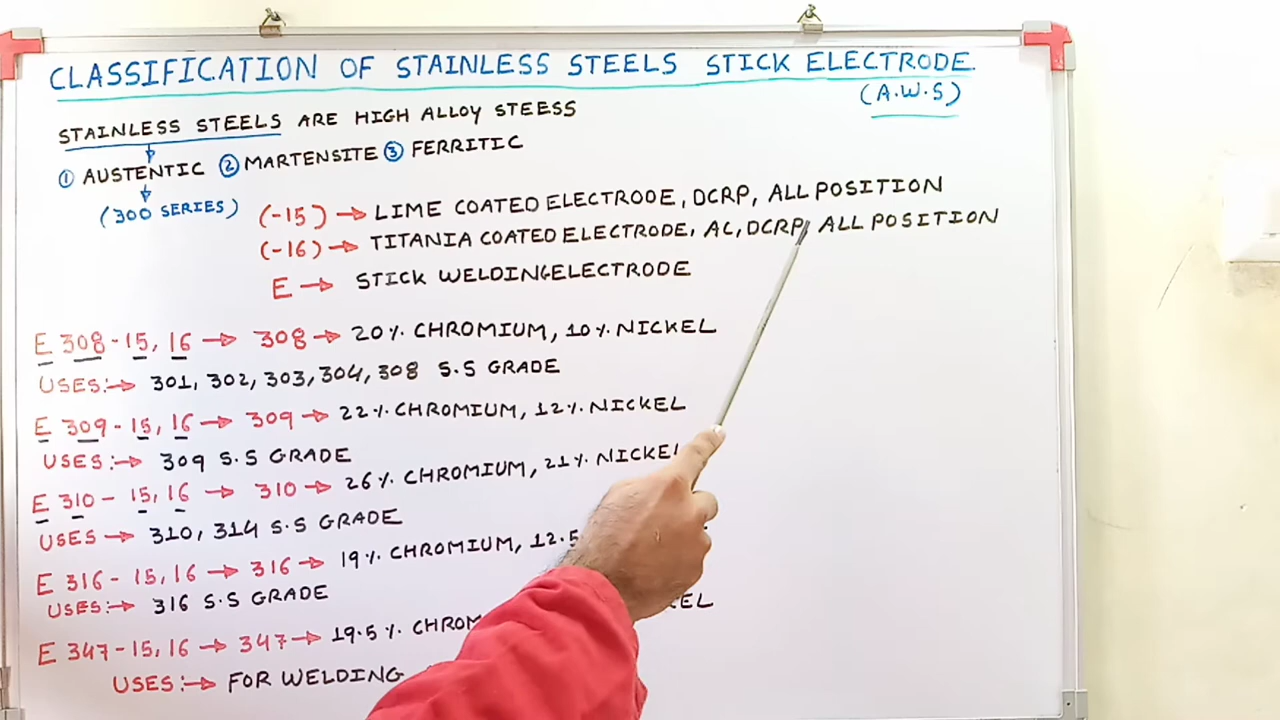 CLASSIFICATION OF STAINLESS STEELS STICK ELECTRODE.
(A.W.S)
STAINLESS STEELS ARE HIGH ALLOY STEESS
① AUSTENTIC ② MARTENSITE ③ FERRITIC
(300 SERIES)
(-15) → LIME COATED ELECTRODE, DCRP, ALL POSITION
(-16) → TITANIA COATED ELECTRODE, AC, DCRP, ALL POSITION
E → STICK WELDINGELECTRODE
E 308-15, 16 → 308 → 20% CHROMIUM, 10% NICKEL
USES:→ 301, 302, 303, 304, 308 S.S GRADE
E 309-15, 16 → 309 → 22% CHROMIUM, 12% NICKEL
USES:→ 309 S.S GRADE
E 310-15, 16 → 310 → 26% CHROMIUM, 21% NICKEL
USES → 310, 314 S.S GRADE
E 316-15, 16 → 316 → 19% CHROMIUM, 12.5
USES:→ 316 S.S GRADE
E 347-15, 16 → 347 → 19.5% CHROM KEL
USES:→ FOR WELDING